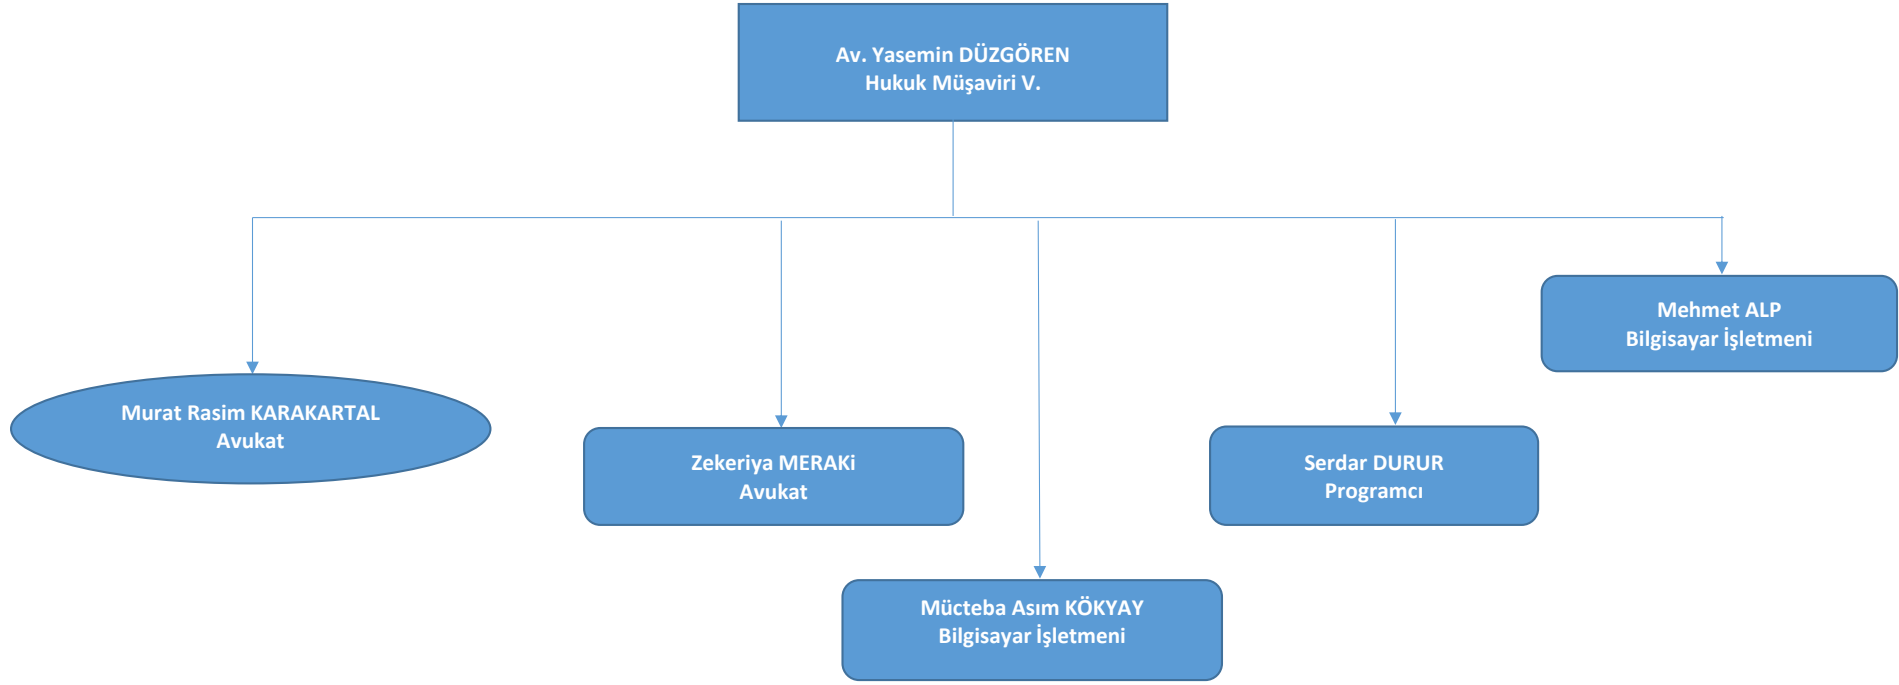 Av. Yasemin DÜZGÖREN
Hukuk Müşaviri V.
Murat Rasim KARAKARTAL
Avukat
Zekeriya MERAKi
Avukat
Mücteba Asım KÖKYAY
Bilgisayar İşletmeni
Serdar DURUR
Programcı
Mehmet ALP
Bilgisayar İşletmeni